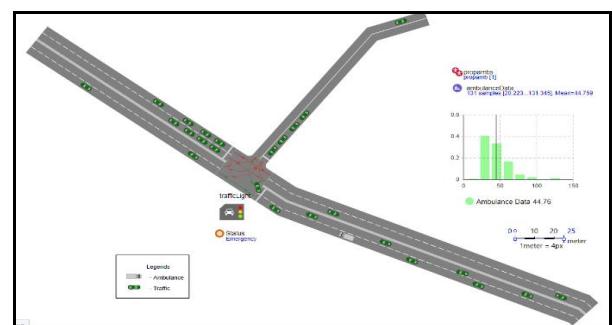 propamb
propamb [1]
ambulanceData
131 samples [20.223...131.345], Mean=44.759
0.6
0.4
0.2
0
0 50 100 150
Ambulance Data 44.76
trafficLight
Status
Emergency
0 10 20 25
meter
1meter = 4px
Legends
- Ambulance
- Traffic